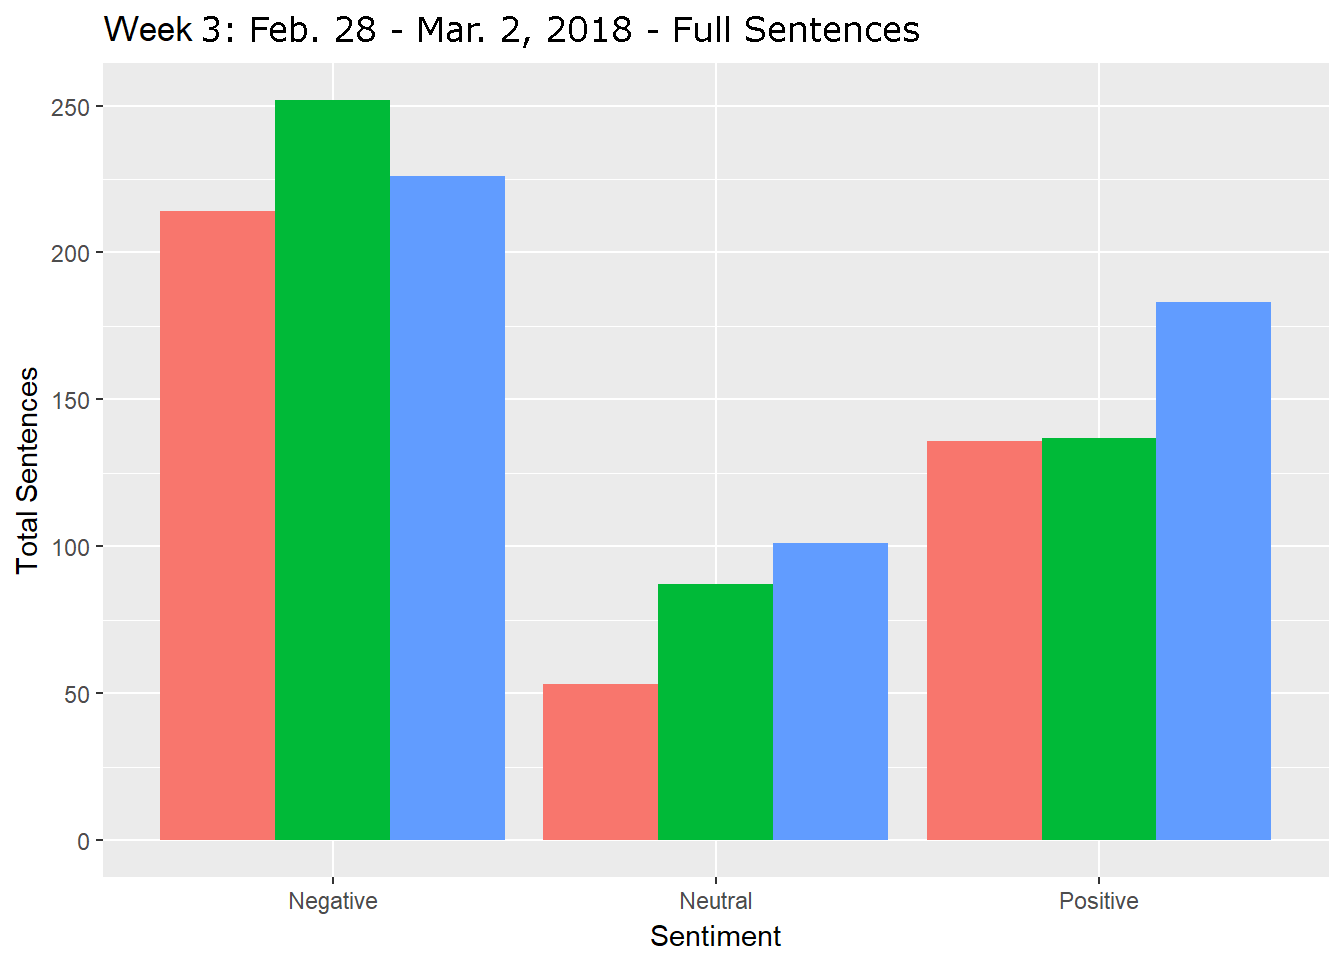 Week 3: Feb. 28 - Mar. 2, 2018 - Full Sentences
Total Sentences
250
200
150
100
50
0
Negative
Neutral
Positive
Sentiment